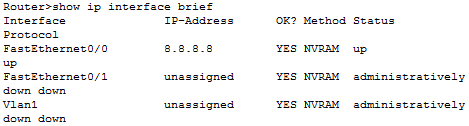 Router>show ip interface brief
Interface              IP-Address      OK? Method Status
Protocol
FastEthernet0/0        8.8.8.8         YES NVRAM  up
up
FastEthernet0/1        unassigned      YES NVRAM  administratively
down down
Vlan1                  unassigned      YES NVRAM  administratively
down down